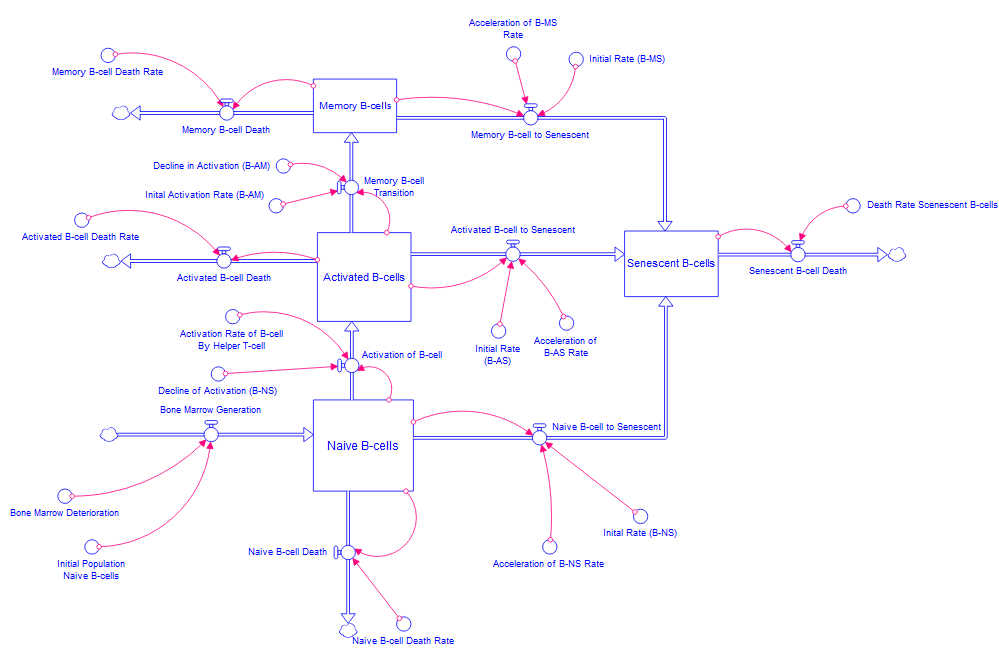 Acceleration of B-MS
Rate
Initial Rate (B-MS)
Memory B-cell Death Rate
Memory B-cells
Memory B-cell Death
Memory B-cell to Senescent
Decline in Activation (B-AM)
Memory B-cell
Transition
Inital Activation Rate (B-AM)
Death Rate Scenescent B-cells
Activated B-cell Death Rate
Activated B-cell to Senescent
Activated B-cell Death
Activated B-cells
Senescent B-cells
Senescent B-cell Death
Activation Rate of B-cell
By Helper T-cell
Initial Rate
(B-AS)
Acceleration of
B-AS Rate
Activation of B-cell
Decline of Activation (B-NS)
Bone Marrow Generation
Naive B-cells
Naive B-cell to Senescent
Bone Marrow Deterioration
Inital Rate (B-NS)
Initial Population
Naive B-cells
Naive B-cell Death
Acceleration of B-NS Rate
Naive B-cell Death Rate